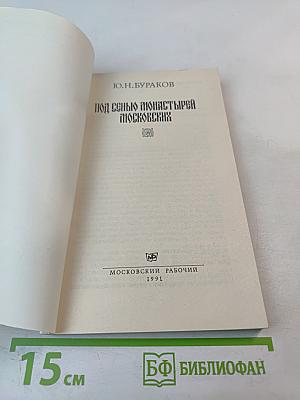 Ю.Н.БУРАКОВ
ПОД СЕНЬЮ МОНАСТЫРЕЙ
МОСКОВСКИХ
МОСКОВСКИЙ РАБОЧИЙ
1991
15 см
БФ БИБЛИОФАН